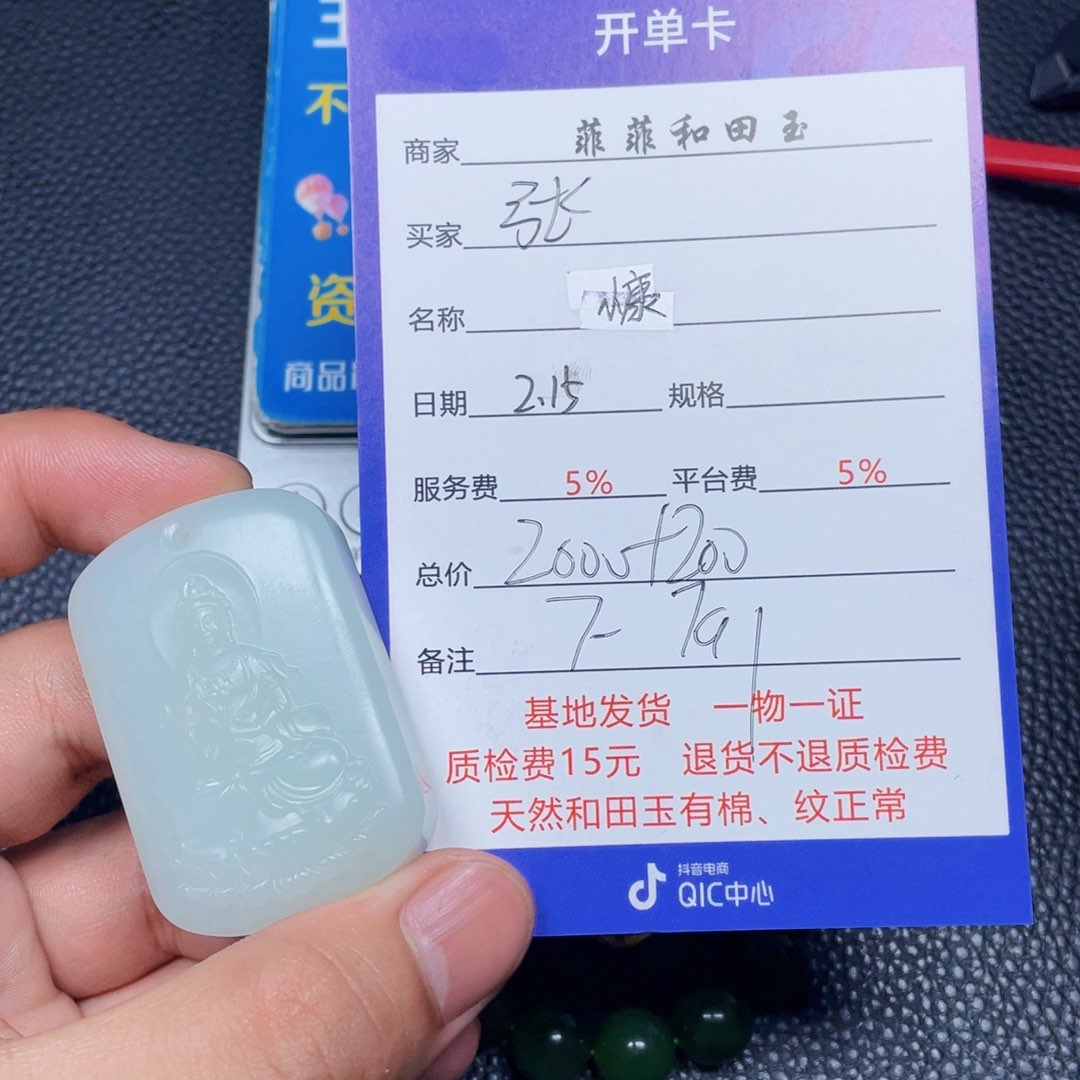 开单卡
商家 菲菲和田玉
买家 张
名称
日期 2.15 规格
服务费 5% 平台费 5%
总价 2000+200
备注
基地发货 一物一证
质检费15元 退货不退质检费
天然和田玉有棉、纹正常
抖音电商
QIC中心
不
资
商品